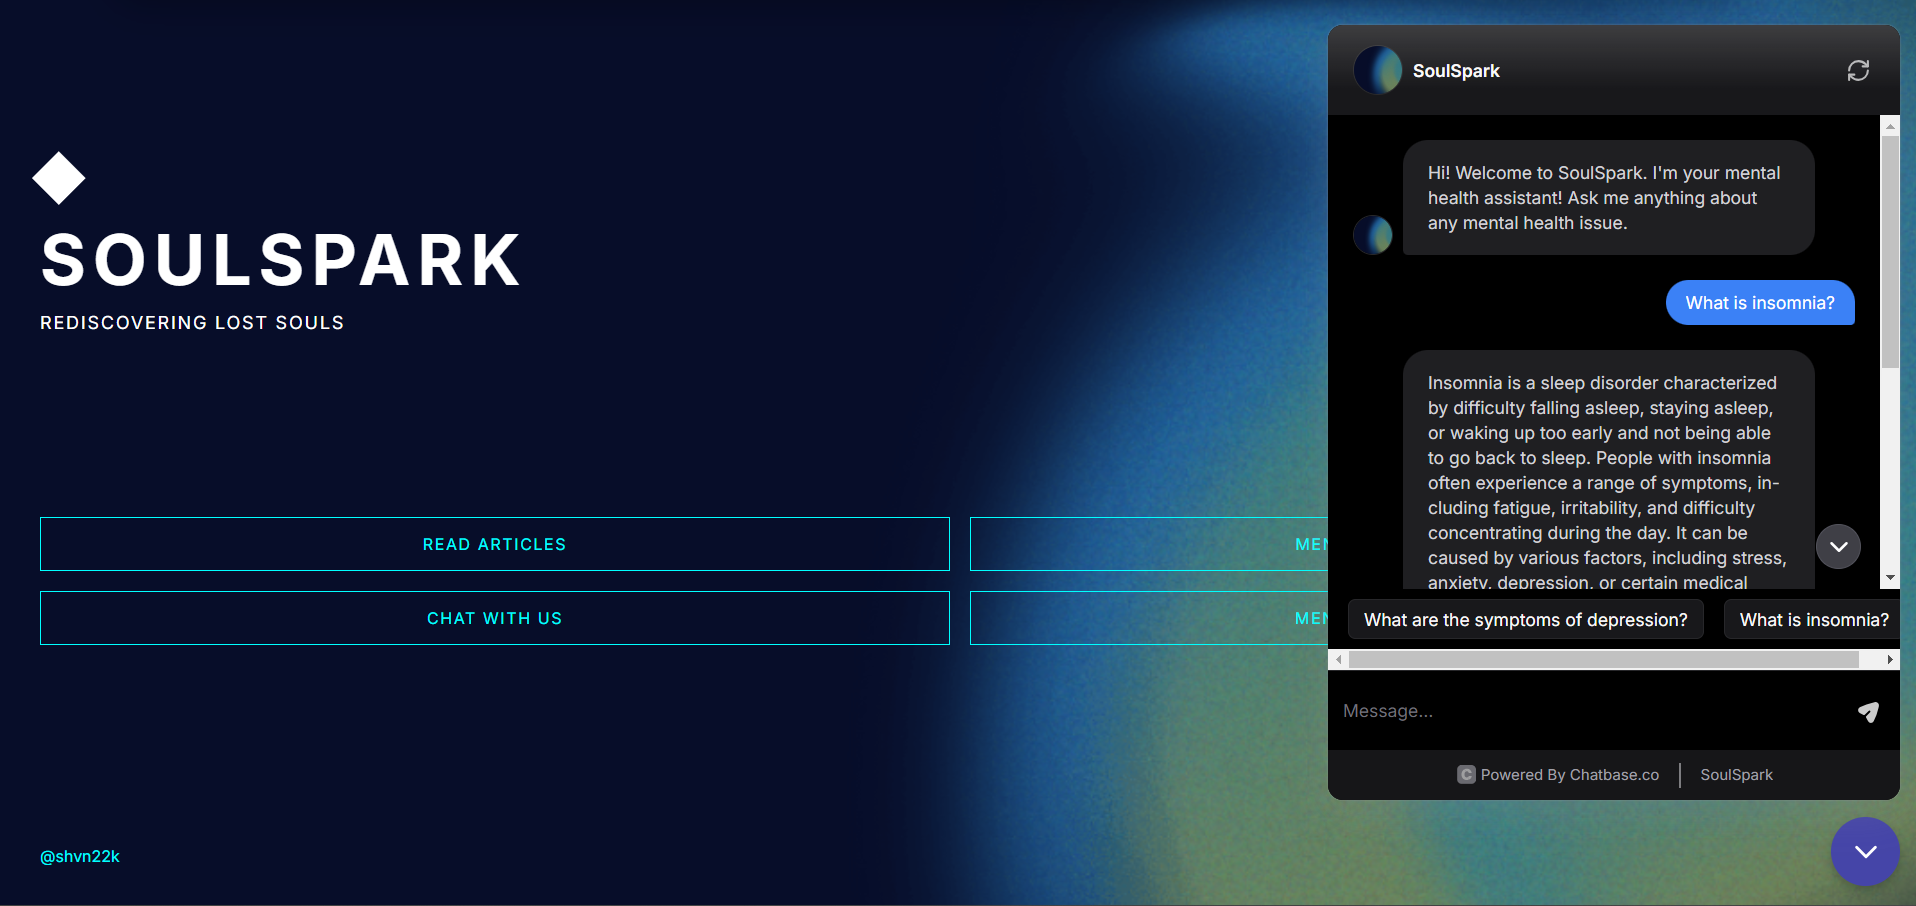 SOULSPARK
REDISCOVERING LOST SOULS
READ ARTICLES
CHAT WITH US
@shvn22k
SoulSpark
Hi! Welcome to SoulSpark. I'm your mental
health assistant! Ask me anything about
any mental health issue.
What is insomnia?
Insomnia is a sleep disorder characterized
by difficulty falling asleep, staying asleep,
or waking up too early and not being able
to go back to sleep. People with insomnia
often experience a range of symptoms, in-
cluding fatigue, irritability, and difficulty
concentrating during the day. It can be
caused by various factors, including stress,
anxiety, depression, or certain medical
What are the symptoms of depression?
What is insomnia?
Message...
C Powered By Chatbase.co
SoulSpark